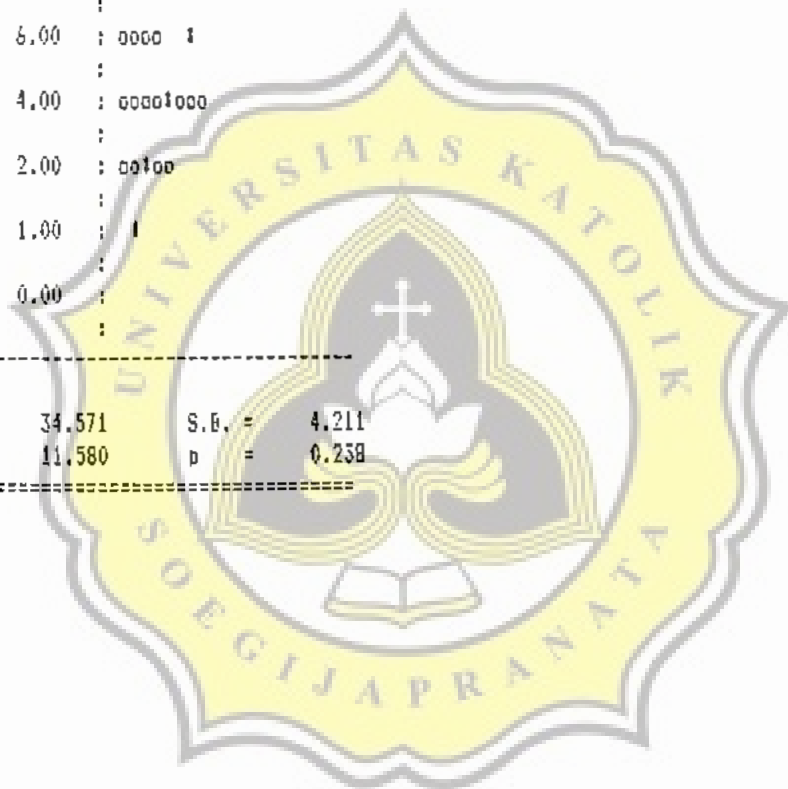 6.00 : oooo :
4.00 : oooo:ooo
2.00 : oo:oo
1.00 : :
0.00 :
34.571 S.B. = 4.211
11.580 p = 0.238
UNIVERSITAS KATOLIK
SOEGIJAPRANATA